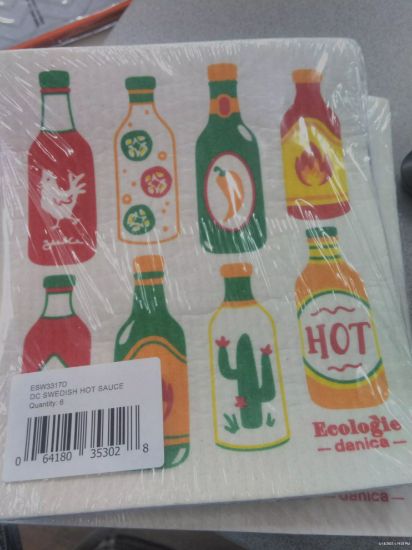 HOT
ESW3317D
DC SWEDISH HOT SAUCE
Quantity: 6
0 64180 35302 8
Ecologie
danica
danica